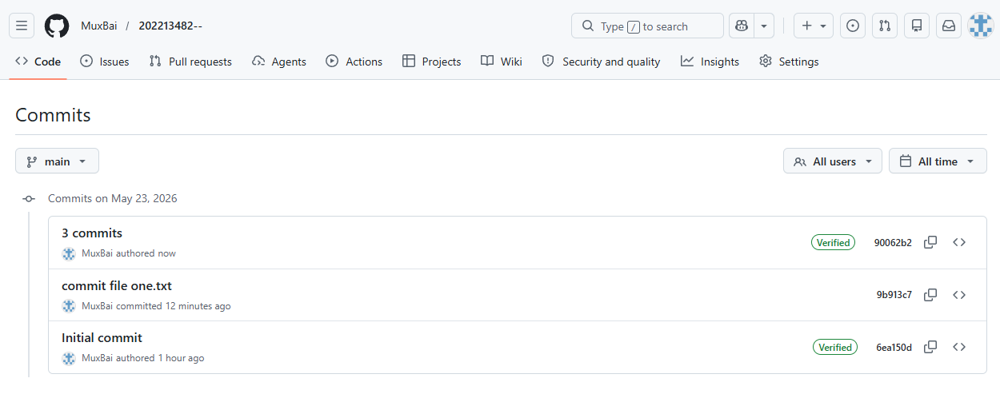 MuxBai / 202213482-- Type / to search
Code Issues Pull requests Agents Actions Projects Wiki Security and quality Insights Settings
Commits
main All users All time
Commits on May 23, 2026
3 commits
MuxBai authored now
Verified 90062b2
commit file one.txt
MuxBai committed 12 minutes ago
9b913c7
Initial commit
MuxBai authored 1 hour ago
Verified 6ea150d